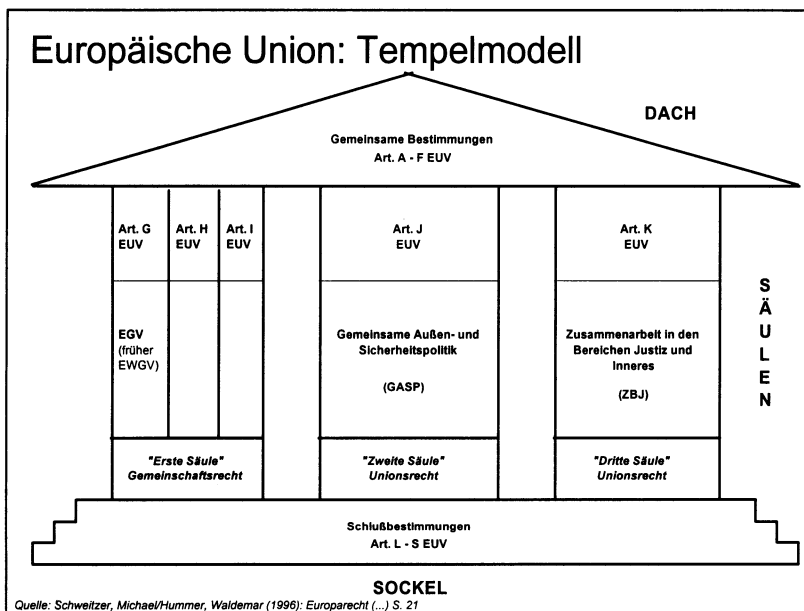 Europäische Union: Tempelmodell
DACH
Gemeinsame Bestimmungen
Art. A - F EUV
Art. G
EUV
Art. H
EUV
Art. I
EUV
Art. J
EUV
Art. K
EUV
EGV
(früher
EWGV)
Gemeinsame Außen- und
Sicherheitspolitik
(GASP)
Zusammenarbeit in den
Bereichen Justiz und
Inneres
(ZBJ)
SÄULEN
"Erste Säule"
Gemeinschaftsrecht
"Zweite Säule"
Unionsrecht
"Dritte Säule"
Unionsrecht
Schlußbestimmungen
Art. L - S EUV
SOCKEL
Quelle: Schweitzer, Michael/Hummer, Waldemar (1996): Europarecht (...) S. 21